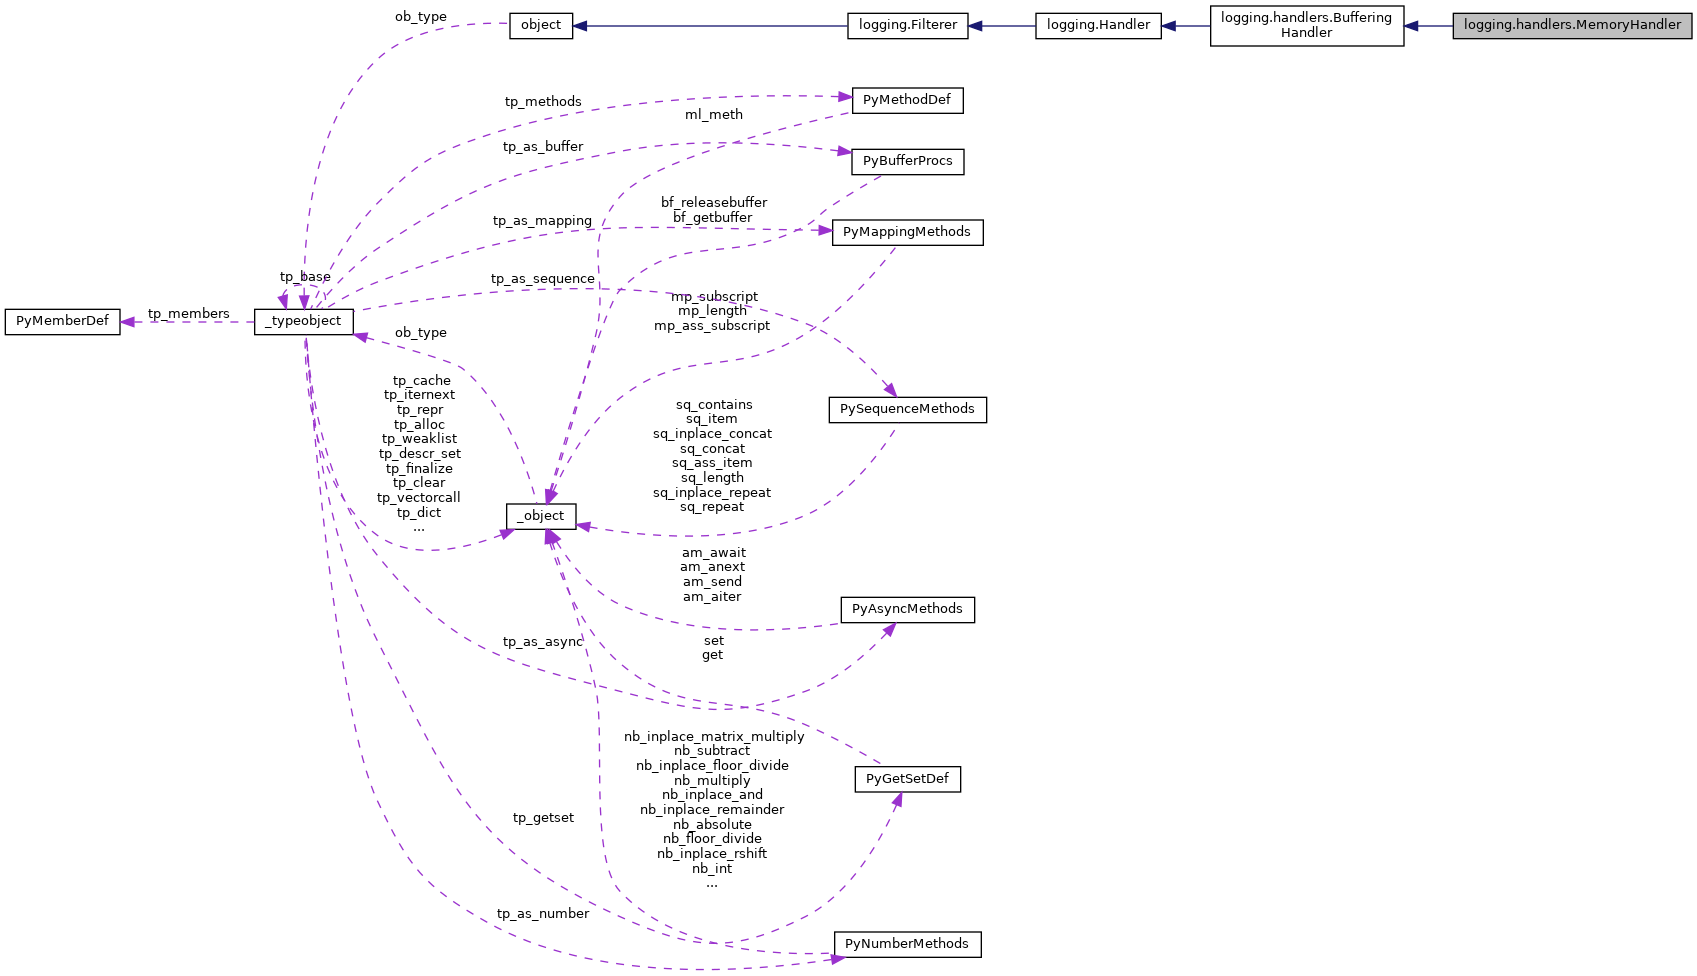 ob_type
object
logging.Filterer
logging.Handler
logging.handlers.Buffering
Handler
logging.handlers.MemoryHandler
tp_methods
PyMethodDef
ml_meth
tp_as_buffer
PyBufferProcs
bf_releasebuffer
bf_getbuffer
tp_as_mapping
PyMappingMethods
tp_base
tp_as_sequence
mp_subscript
mp_length
mp_ass_subscript
PyMemberDef
tp_members
_typeobject
ob_type
tp_cache
tp_iternext
tp_repr
tp_alloc
tp_weaklist
tp_descr_set
tp_finalize
tp_clear
tp_vectorcall
tp_dict
...
sq_contains
sq_item
sq_inplace_concat
sq_concat
sq_ass_item
sq_length
sq_inplace_repeat
sq_repeat
PySequenceMethods
_object
am_await
am_anext
am_send
am_aiter
PyAsyncMethods
tp_as_async
set
get
nb_inplace_matrix_multiply
nb_subtract
nb_inplace_floor_divide
nb_multiply
nb_inplace_and
nb_inplace_remainder
nb_absolute
nb_floor_divide
nb_inplace_rshift
nb_int
...
PyGetSetDef
tp_getset
tp_as_number
PyNumberMethods